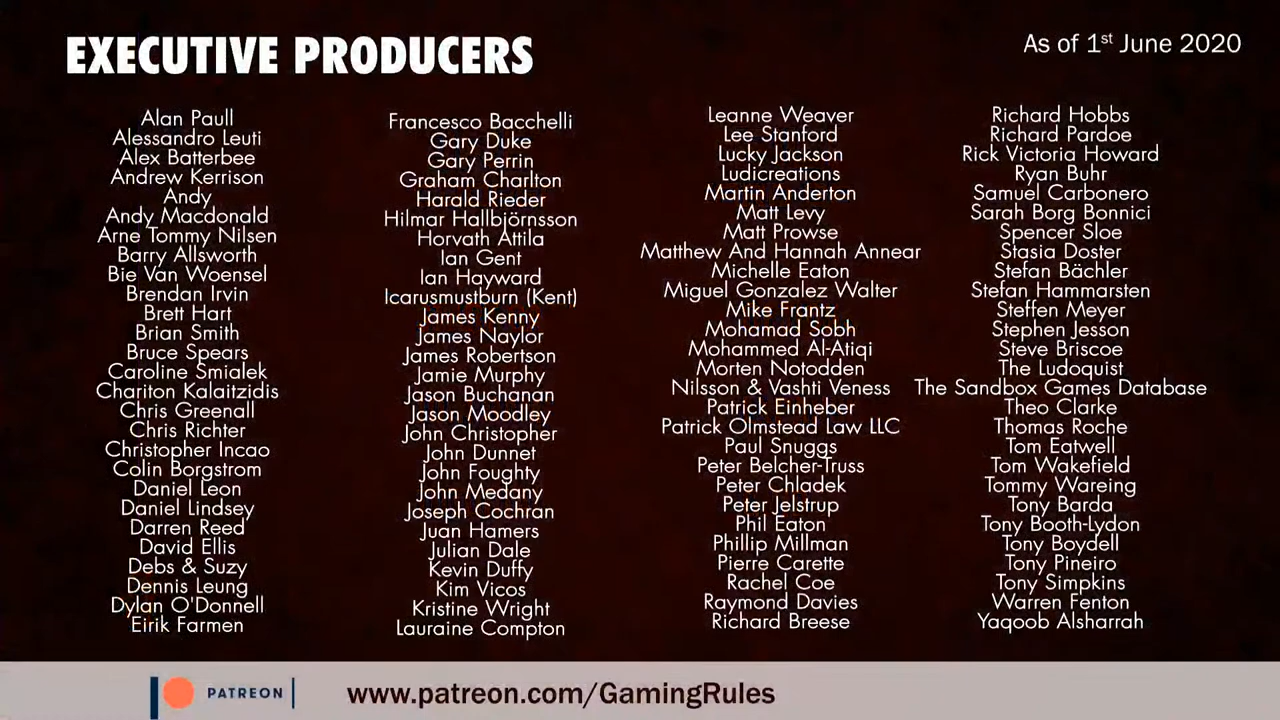 EXECUTIVE PRODUCERS
As of 1st June 2020
Alan Paull
Alessandro Leuti
Alex Batterbee
Andrew Kerrison
Andy
Andy Macdonald
Arne Tommy Nilsen
Barry Allsworth
Bie Van Woensel
Brendan Irvin
Brett Hart
Brian Smith
Bruce Spears
Caroline Smialek
Chariton Kalaitzidis
Chris Greenall
Chris Richter
Christopher Incao
Colin Borgstrom
Daniel Leon
Daniel Lindsey
Darren Reed
David Ellis
Debs & Suzy
Dennis Leung
Dylan O'Donnell
Eirik Farmen
Francesco Bacchelli
Gary Duke
Gary Perrin
Graham Charlton
Harald Rieder
Hilmar Hallbjörnsson
Horvath Attila
Ian Gent
Ian Hayward
Icarusmustburn (Kent)
James Kenny
James Naylor
James Robertson
Jamie Murphy
Jason Buchanan
Jason Moodley
John Christopher
John Dunnet
John Foughty
John Medany
Joseph Cochran
Juan Hamers
Julian Dale
Kevin Duffy
Kim Vicos
Kristine Wright
Lauraine Compton
Leanne Weaver
Lee Stanford
Lucky Jackson
Ludicreations
Martin Anderton
Matt Levy
Matt Prowse
Matthew And Hannah Annear
Michelle Eaton
Miguel Gonzalez Walter
Mike Frantz
Mohamad Sobh
Mohammed Al-Atiqi
Morten Notodden
Nilsson & Vashti Veness
Patrick Einheber
Patrick Olmstead Law LLC
Paul Snuggs
Peter Belcher-Truss
Peter Chladek
Peter Jelstrup
Phil Eaton
Phillip Millman
Pierre Carette
Rachel Coe
Raymond Davies
Richard Breese
Richard Hobbs
Richard Pardoe
Rick Victoria Howard
Ryan Buhr
Samuel Carbonero
Sarah Borg Bonnici
Spencer Sloe
Stasia Doster
Stefan Bächler
Stefan Hammarsten
Steffen Meyer
Stephen Jesson
Steve Briscoe
The Ludoquist
The Sandbox Games Database
Theo Clarke
Thomas Roche
Tom Eatwell
Tom Wakefield
Tommy Wareing
Tony Barda
Tony Booth-Lydon
Tony Boydell
Tony Pineiro
Tony Simpkins
Warren Fenton
Yaqoob Alsharrah
PATREON
www.patreon.com/GamingRules